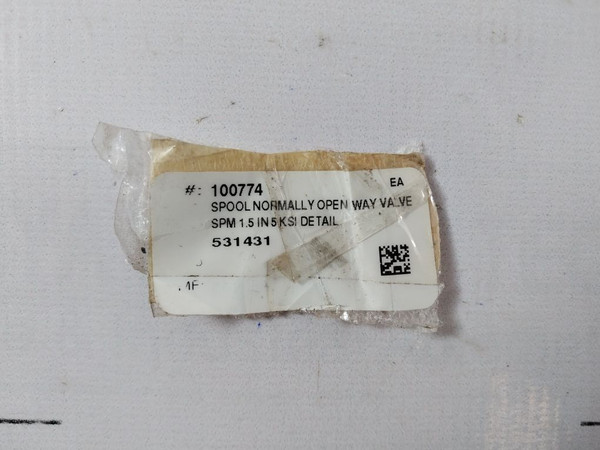 #: 100774 EA
SPOOL NORMALLY OPEN WAY VALVE
SPM 1.5 IN 5 KSI DETAIL
531431